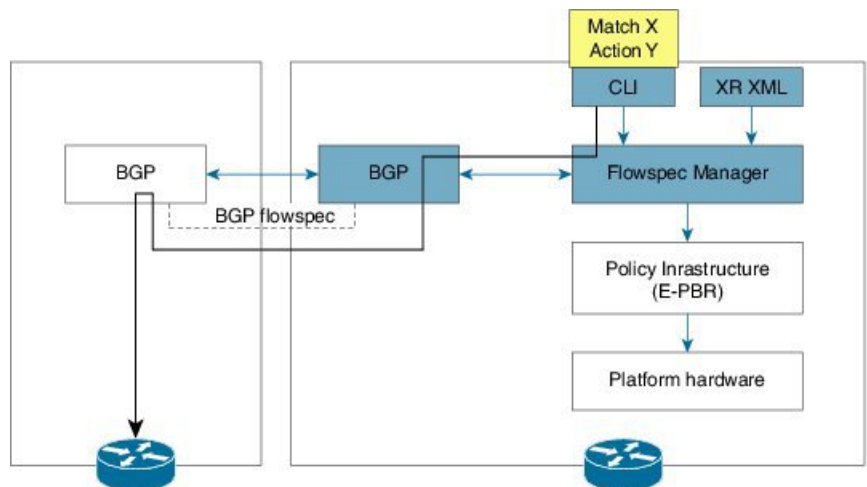 Match X
Action Y
CLI
XR XML
BGP
BGP
Flowspec Manager
BGP flowspec
Policy Inrastructure
(E-PBR)
Platform hardware